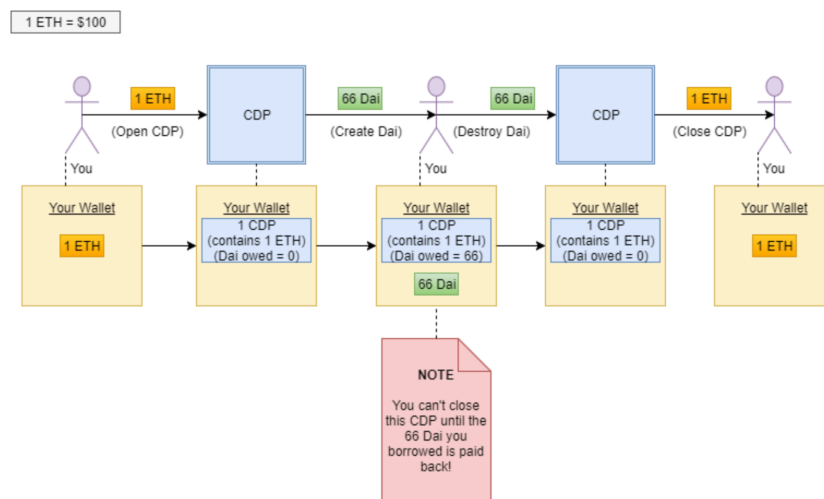 1 ETH = $100
1 ETH
66 Dai
66 Dai
1 ETH
CDP
CDP
(Open CDP)
(Create Dai)
(Destroy Dai)
(Close CDP)
You
You
You
Your Wallet
1 ETH
Your Wallet
1 CDP
(contains 1 ETH)
(Dai owed = 0)
Your Wallet
1 CDP
(contains 1 ETH)
(Dai owed = 66)
66 Dai
Your Wallet
1 CDP
(contains 1 ETH)
(Dai owed = 0)
Your Wallet
1 ETH
NOTE
You can't close
this CDP until the
66 Dai you
borrowed is paid
back!